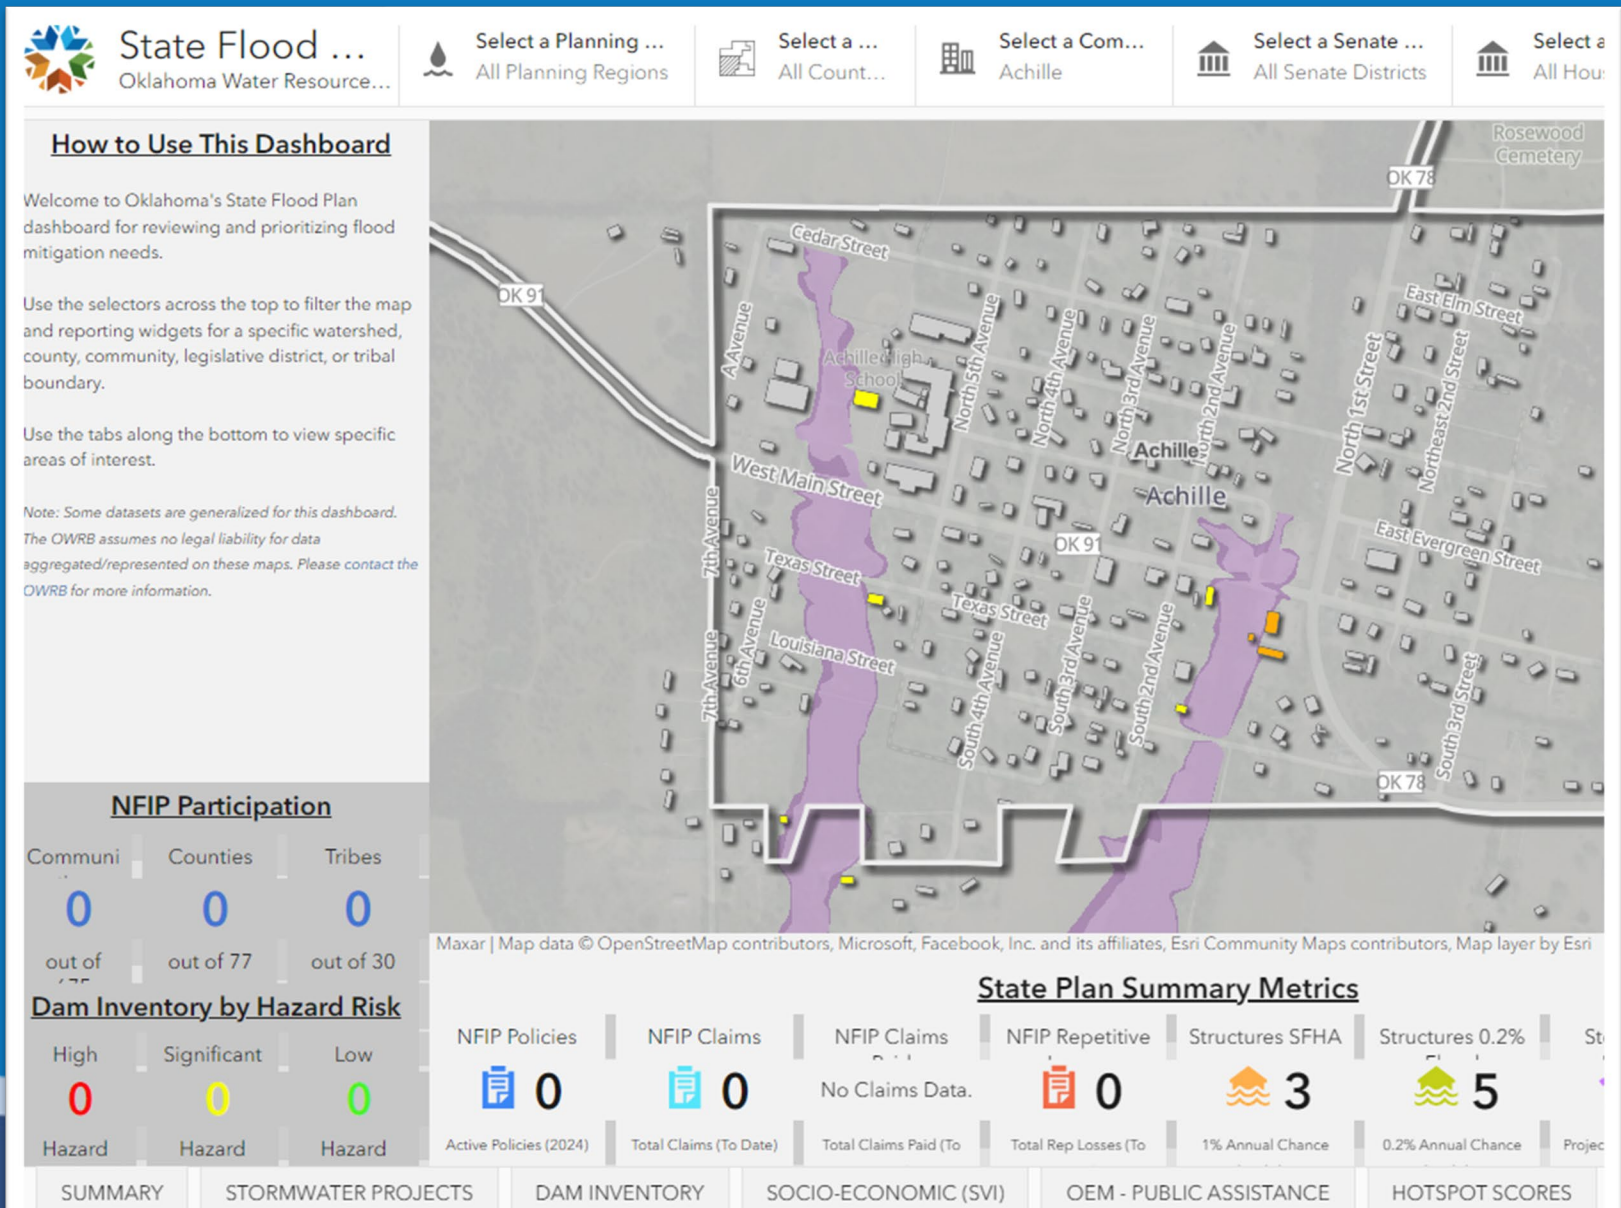 State Flood ...
Oklahoma Water Resource...
Select a Planning ...
All Planning Regions
Select a ...
All Count...
Select a Com...
Achille
Select a Senate ...
All Senate Districts
Select a
All Hou
How to Use This Dashboard
Welcome to Oklahoma's State Flood Plan
dashboard for reviewing and prioritizing flood
mitigation needs.
Use the selectors across the top to filter the map
and reporting widgets for a specific watershed,
county, community, legislative district, or tribal
boundary.
Use the tabs along the bottom to view specific
areas of interest.
Note: Some datasets are generalized for this dashboard.
The OWRB assumes no legal liability for data
aggregated/represented on these maps. Please contact the
OWRB for more information.
NFIP Participation
Communi
0
out of
Counties
0
out of 77
Tribes
0
out of 30
Dam Inventory by Hazard Risk
High
0
Hazard
Significant
0
Hazard
Low
0
Hazard
Rosewood
Cemetery
OK 78
Cedar Street
OK 91
A Avenue
Achille High
School
North 5th Avenue
North 4th Avenue
North 3rd Avenue
North 2nd Avenue
North 1st Street
East Elm Street
Northeast 2nd Street
Achille
Achille
West Main Street
7th Avenue
OK 91
East Evergreen Street
Texas Street
Texas Street
6th Avenue
7th Avenue
Louisiana Street
South 4th Avenue
South 3rd Avenue
South 2nd Avenue
South 3rd Street
OK 78
Maxar | Map data © OpenStreetMap contributors, Microsoft, Facebook, Inc. and its affiliates, Esri Community Maps contributors, Map layer by Esri
State Plan Summary Metrics
NFIP Policies
0
Active Policies (2024)
NFIP Claims
0
Total Claims (To Date)
NFIP Claims
No Claims Data.
Total Claims Paid (To
NFIP Repetitive
0
Total Rep Losses (To
Structures SFHA
3
1% Annual Chance
Structures 0.2%
5
0.2% Annual Chance
St
Projec
SUMMARY
STORMWATER PROJECTS
DAM INVENTORY
SOCIO-ECONOMIC (SVI)
OEM - PUBLIC ASSISTANCE
HOTSPOT SCORES